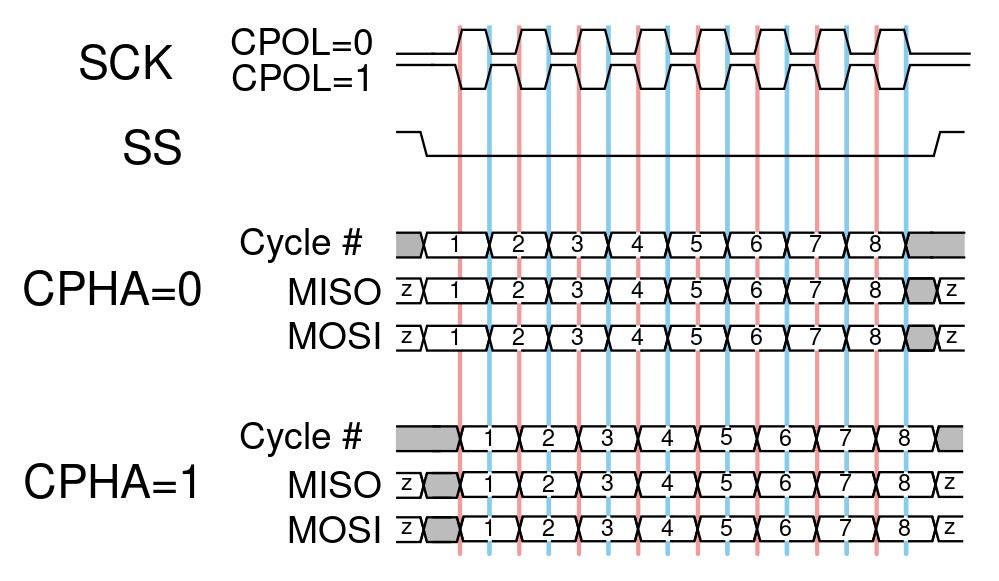 SCK CPOL=0
CPOL=1
SS
Cycle # 1 2 3 4 5 6 7 8
CPHA=0
MISO z 1 2 3 4 5 6 7 8 z
MOSI z 1 2 3 4 5 6 7 8 z
Cycle # 1 2 3 4 5 6 7 8
CPHA=1
MISO z 1 2 3 4 5 6 7 8 z
MOSI z 1 2 3 4 5 6 7 8 z